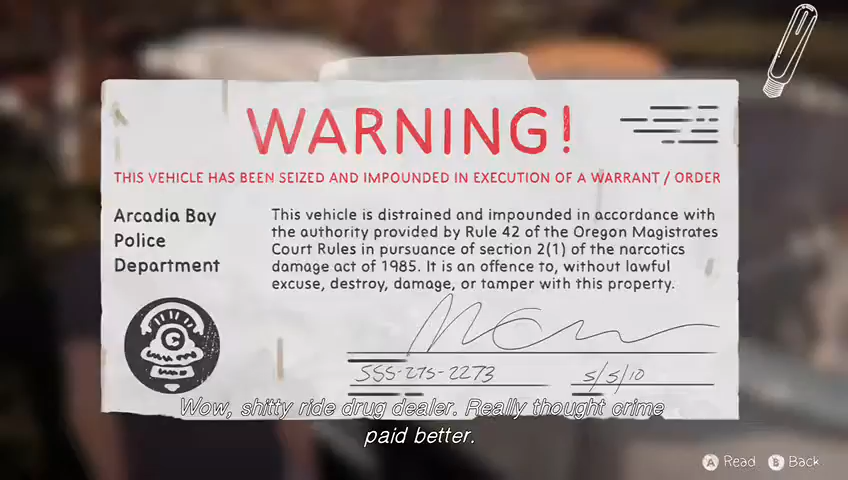 WARNING!
THIS VEHICLE HAS BEEN SEIZED AND IMPOUNDED IN EXECUTION OF A WARRANT / ORDER
Arcadia Bay
Police
Department
This vehicle is distrained and impounded in accordance with
the authority provided by Rule 42 of the Oregon Magistrates
Court Rules in pursuance of section 2(1) of the narcotics
damage act of 1985. It is an offence to, without lawful
excuse, destroy, damage, or tamper with this property.
555-275-2273
5/5/10
Wow, shitty ride drug dealer. Really thought crime
paid better.
A Read B Back